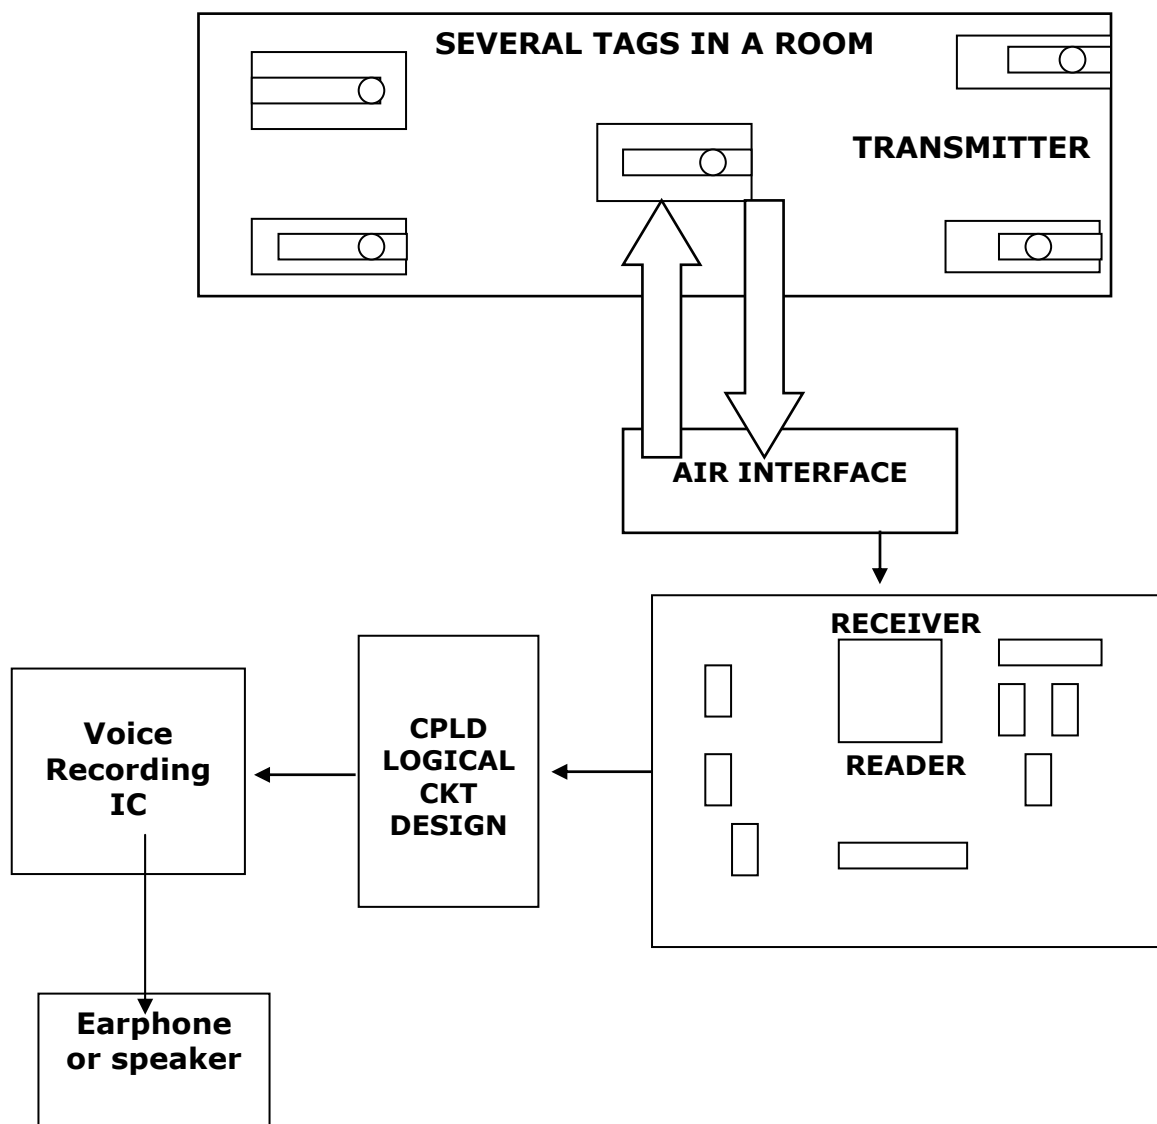 SEVERAL TAGS IN A ROOM
TRANSMITTER
AIR INTERFACE
RECEIVER
READER
CPLD
LOGICAL
CKT
DESIGN
Voice
Recording
IC
Earphone
or speaker